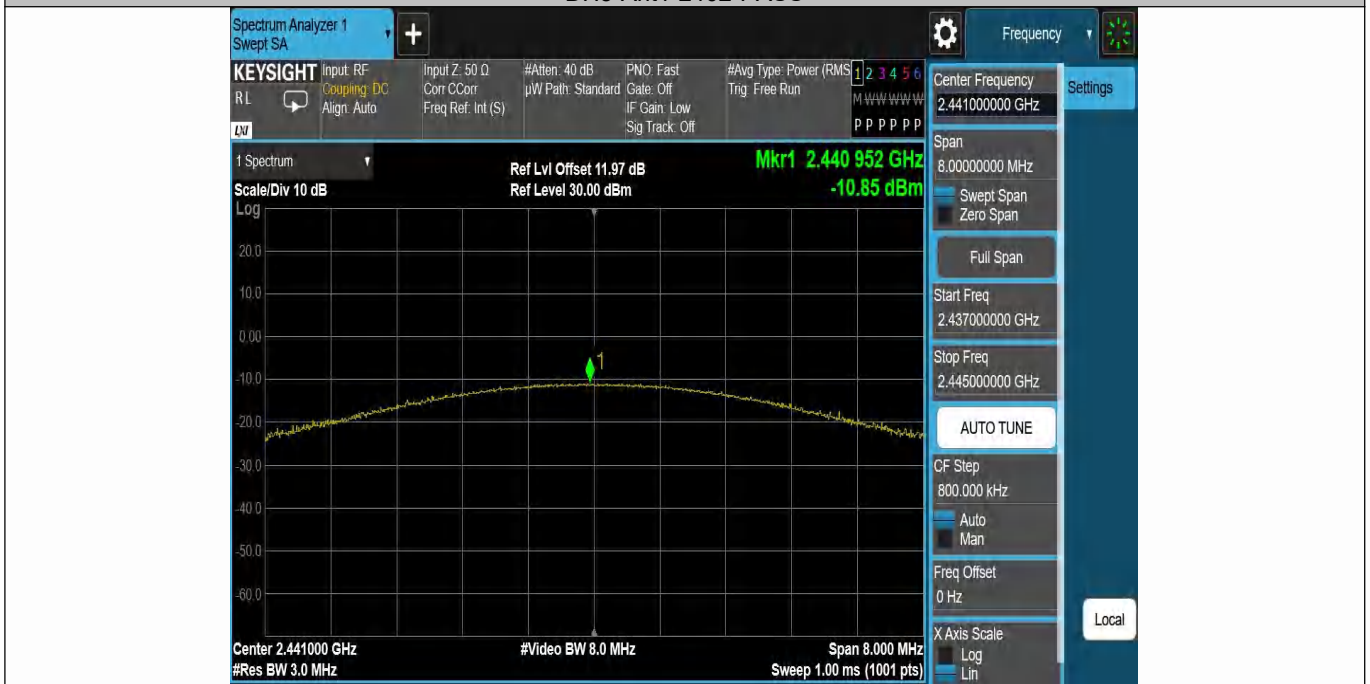 Spectrum Analyzer 1
Swept SA
+
Frequency
KEYSIGHT
RL
LXI
Input: RF
Coupling: DC
Align: Auto
Input Z: 50 Ω
Corr CCorr
Freq Ref: Int (S)
#Atten: 40 dB
µW Path: Standard
PNO: Fast
Gate: Off
IF Gain: Low
Sig Track: Off
#Avg Type: Power (RMS
Trig: Free Run
1 2 3 4 5 6
M W W W W W
P P P P P P
1 Spectrum
Scale/Div 10 dB
Log
Ref Lvl Offset 11.97 dB
Ref Level 30.00 dBm
Mkr1 2.440 952 GHz
-10.85 dBm
20.0
10.0
0.00
-10.0
-20.0
-30.0
-40.0
-50.0
-60.0
1
Center 2.441000 GHz
#Res BW 3.0 MHz
#Video BW 8.0 MHz
Span 8.000 MHz
Sweep 1.00 ms (1001 pts)
Center Frequency
2.441000000 GHz
Settings
Span
8.00000000 MHz
Swept Span
Zero Span
Full Span
Start Freq
2.437000000 GHz
Stop Freq
2.445000000 GHz
AUTO TUNE
CF Step
800.000 kHz
Auto
Man
Freq Offset
0 Hz
X Axis Scale
Log
Lin
Local